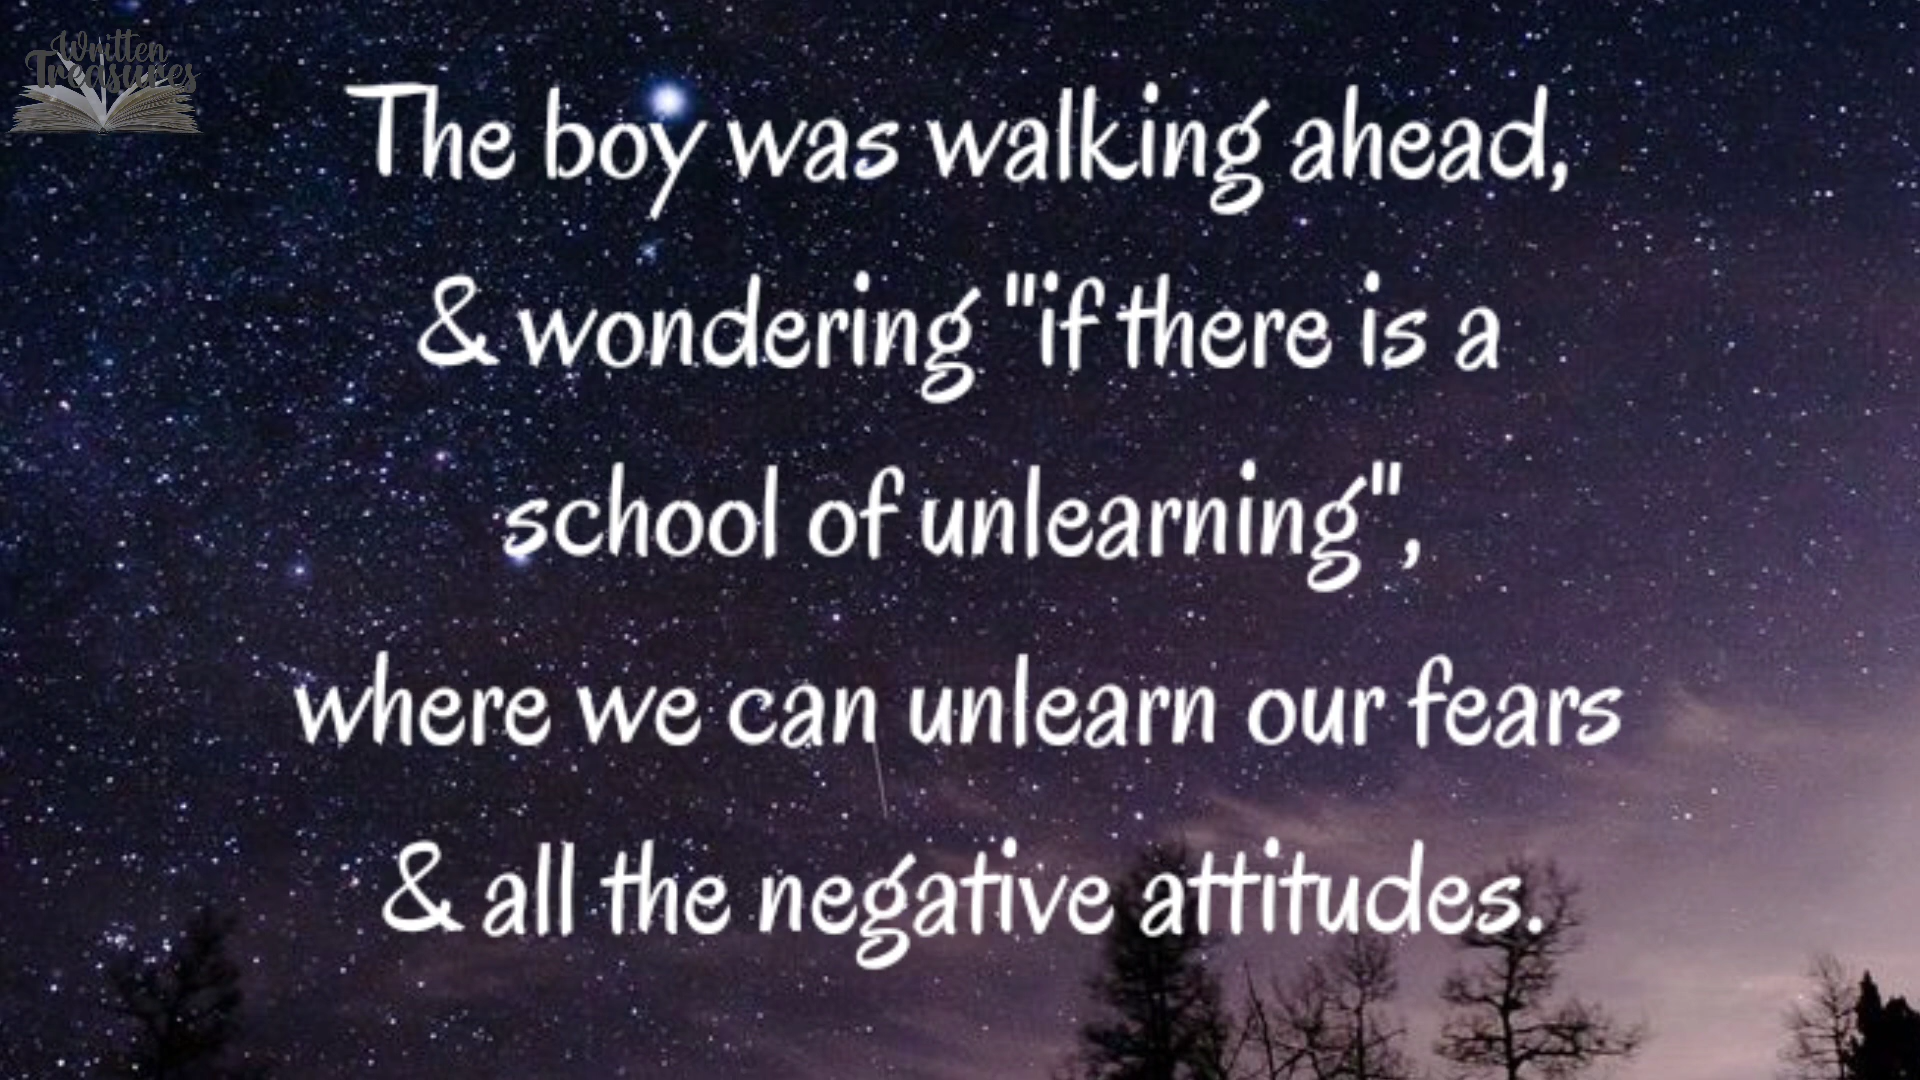 Written
Treasures
The boy was walking ahead,
& wondering "if there is a
school of unlearning",
where we can unlearn our fears
& all the negative attitudes.